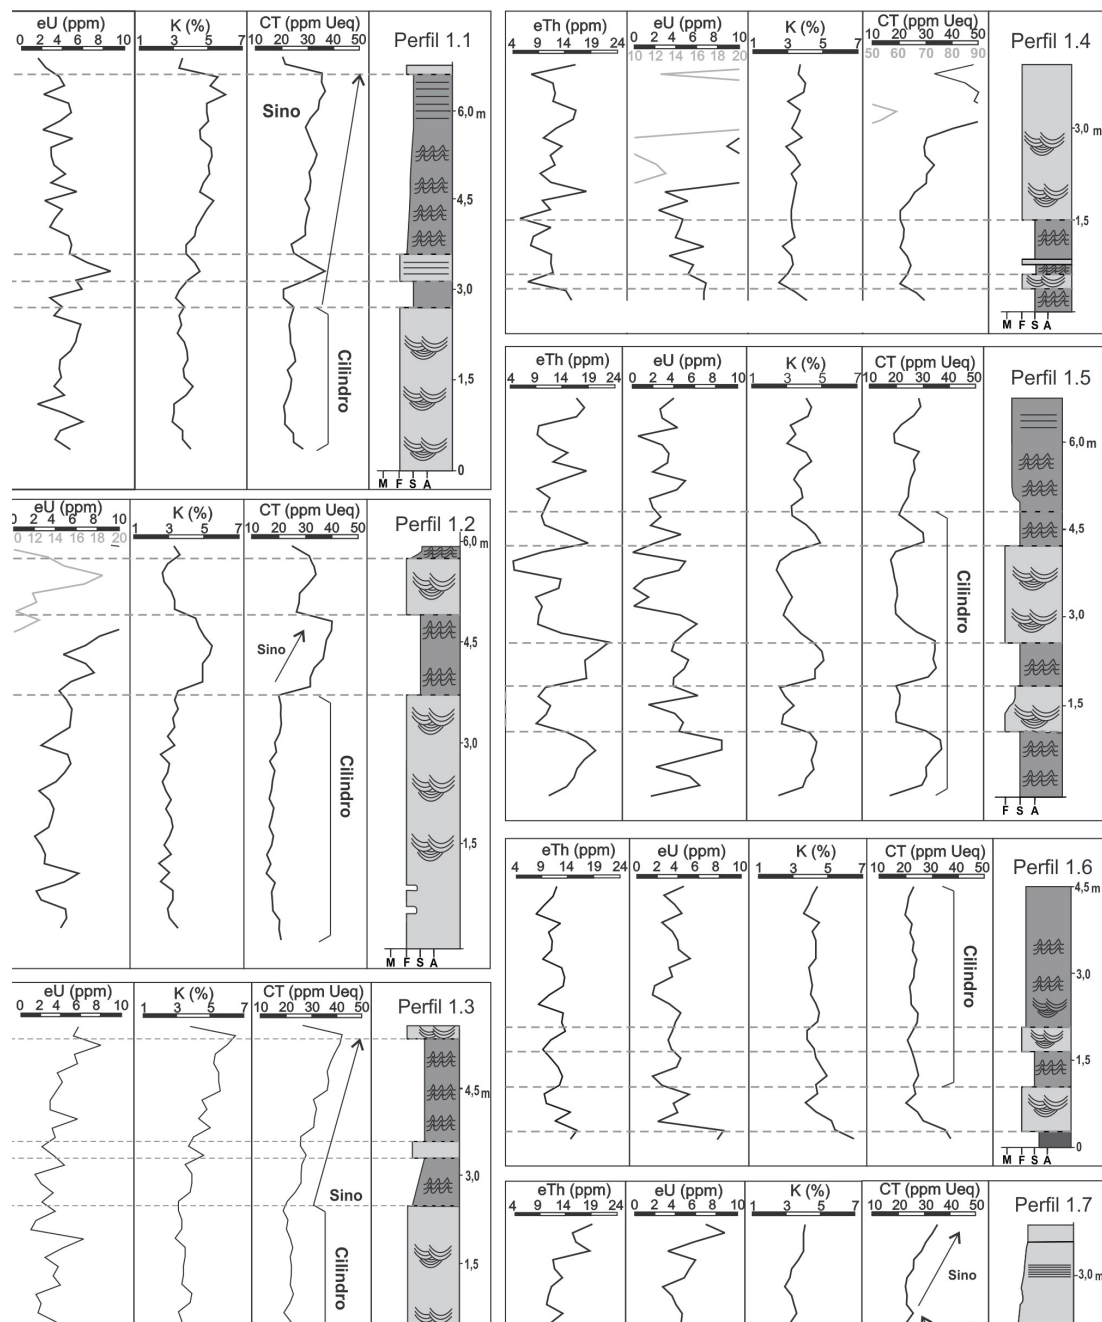 eU (ppm) K (%) CT (ppm Ueq) Perfil 1.1
0 2 4 6 8 10 1 3 5 7 10 20 30 40 50
Sino
6,0 m
4,5
3,0
Cilindro
1,5
0
M F S A
eU (ppm) K (%) CT (ppm Ueq) Perfil 1.2
0 2 4 6 8 10 1 3 5 7 10 20 30 40 50
10 12 14 16 18 20
6,0 m
Sino
4,5
3,0
Cilindro
1,5
M F S A
eU (ppm) K (%) CT (ppm Ueq) Perfil 1.3
0 2 4 6 8 10 1 3 5 7 10 20 30 40 50
4,5 m
Sino
3,0
Cilindro
1,5
eTh (ppm) eU (ppm) K (%) CT (ppm Ueq) Perfil 1.4
4 9 14 19 24 0 2 4 6 8 10 1 3 5 7 10 20 30 40 50
10 12 14 16 18 20 50 60 70 80 90
3,0 m
1,5
M F S A
eTh (ppm) eU (ppm) K (%) CT (ppm Ueq) Perfil 1.5
4 9 14 19 24 0 2 4 6 8 10 1 3 5 7 10 20 30 40 50
6,0 m
4,5
Cilindro
3,0
1,5
F S A
eTh (ppm) eU (ppm) K (%) CT (ppm Ueq) Perfil 1.6
4 9 14 19 24 0 2 4 6 8 10 1 3 5 7 10 20 30 40 50
4,5 m
Cilindro
3,0
1,5
0
M F S A
eTh (ppm) eU (ppm) K (%) CT (ppm Ueq) Perfil 1.7
4 9 14 19 24 0 2 4 6 8 10 1 3 5 7 10 20 30 40 50
Sino
3,0 m